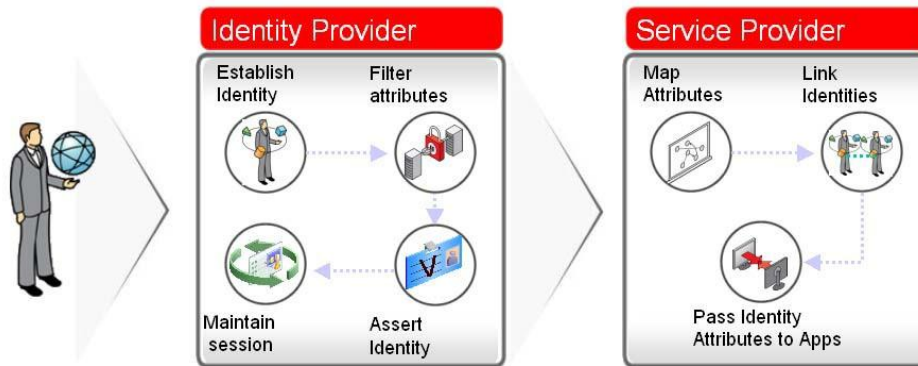 Identity Provider
Establish
Identity
Filter
attributes
Maintain
session
Assert
Identity
Service Provider
Map
Attributes
Link
Identities
Pass Identity
Attributes to Apps